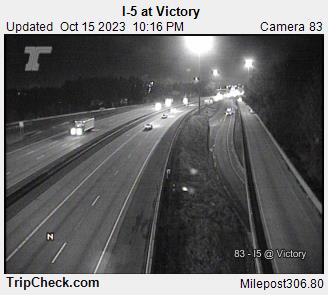 I-5 at Victory
Updated Oct 15 2023 10:16 PM Camera 83
T
N
83 - I5 @ Victory
TripCheck.com Milepost306.80